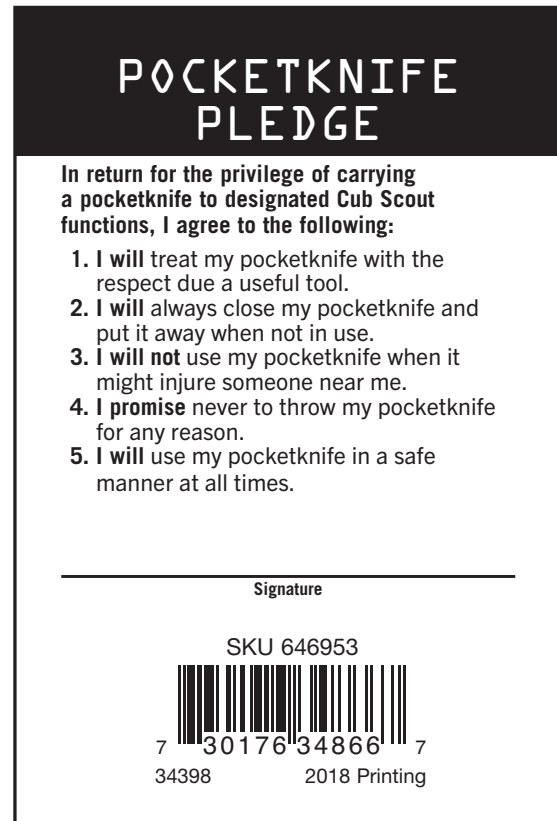 POCKETKNIFE
PLEDGE
In return for the privilege of carrying
a pocketknife to designated Cub Scout
functions, I agree to the following:
1. I will treat my pocketknife with the
respect due a useful tool.
2. I will always close my pocketknife and
put it away when not in use.
3. I will not use my pocketknife when it
might injure someone near me.
4. I promise never to throw my pocketknife
for any reason.
5. I will use my pocketknife in a safe
manner at all times.
Signature
SKU 646953
7 30176 34866 7
34398 2018 Printing